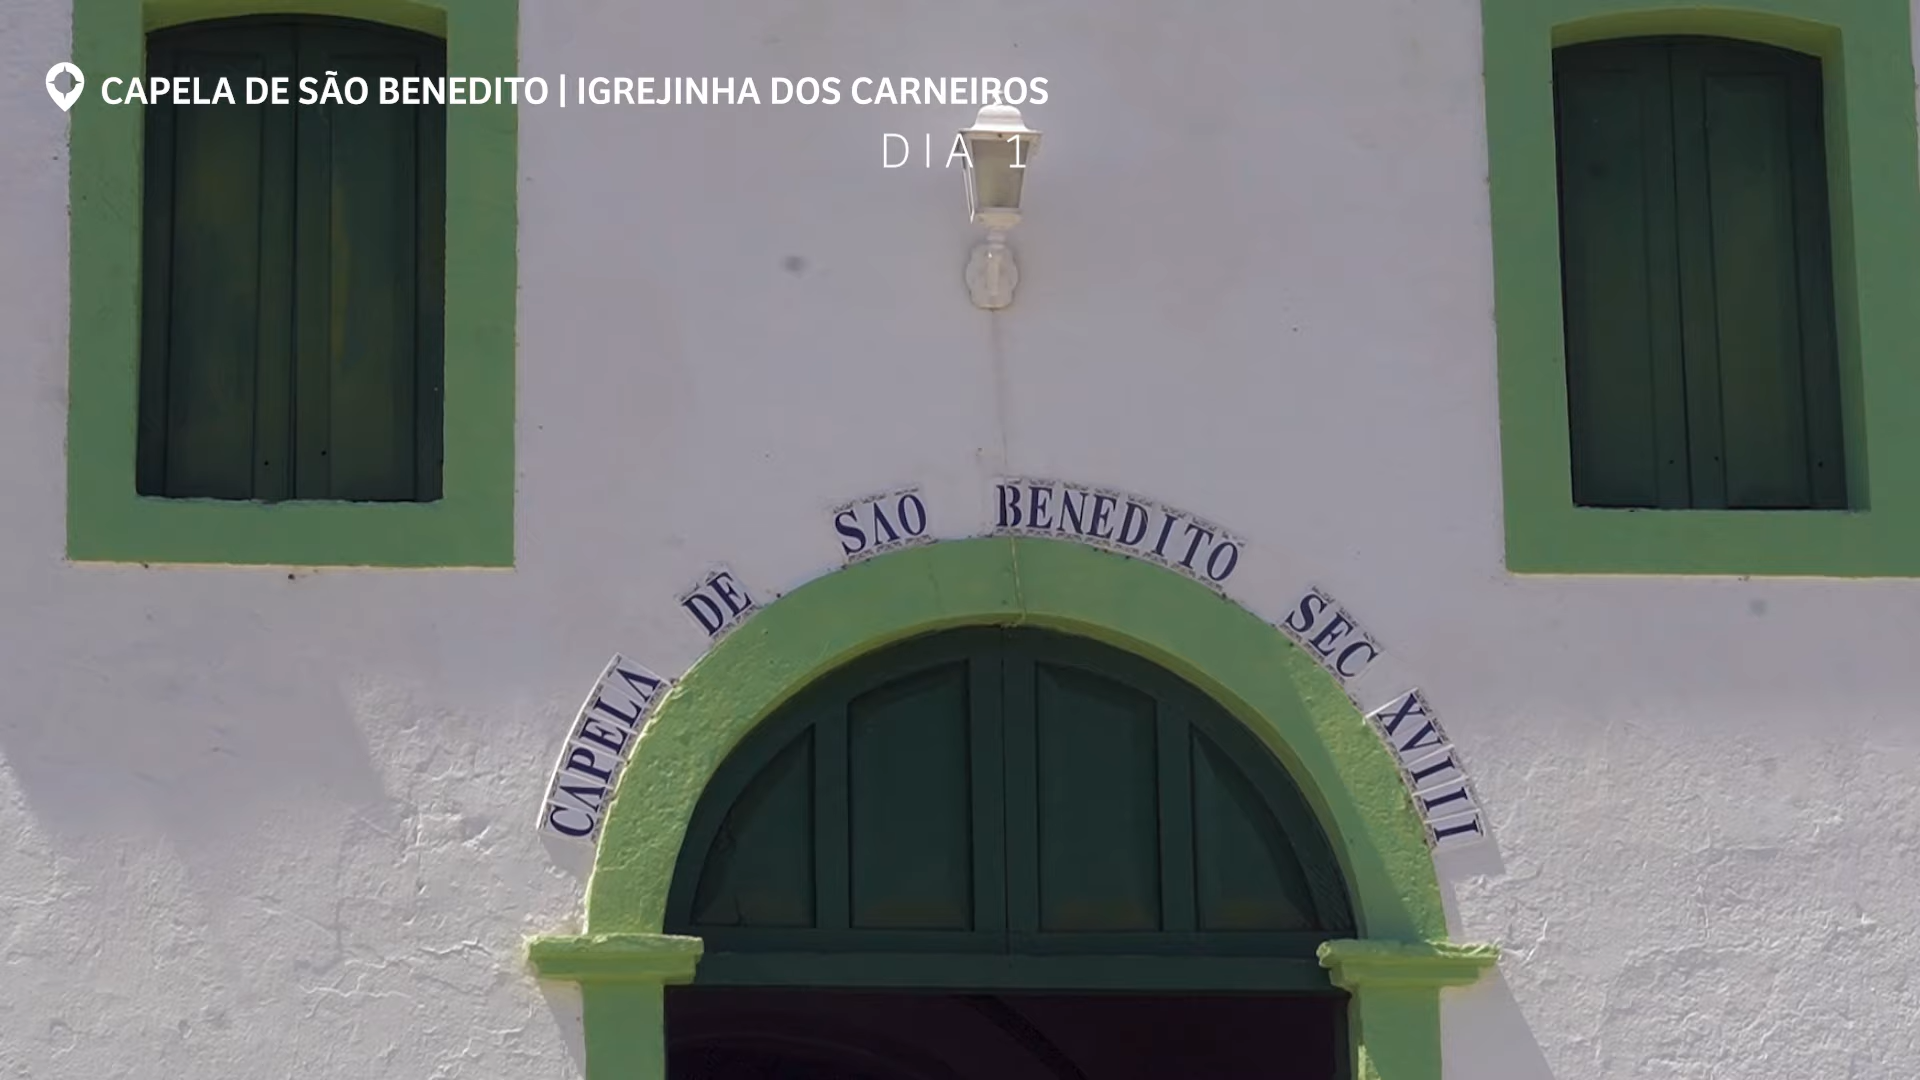 CAPELA DE SÃO BENEDITO | IGREJINHA DOS CARNEIROS
DIA 1
CAPELA DE SAO BENEDITO SEC XVIII